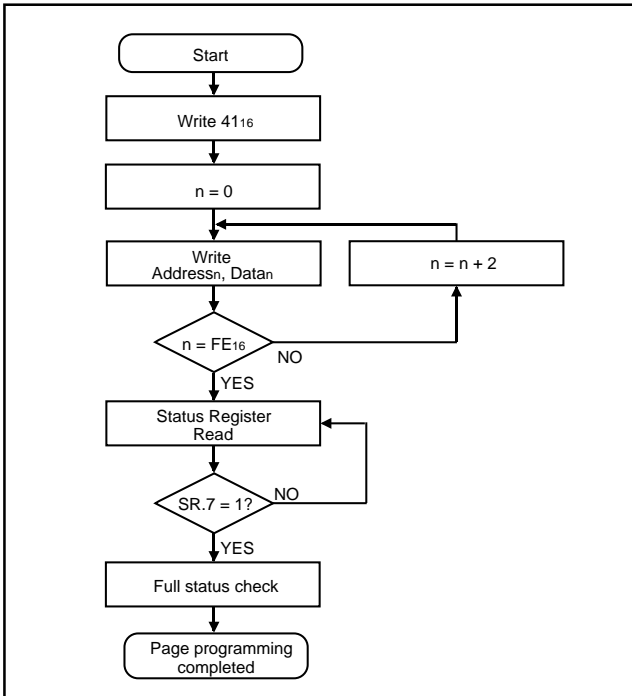 Start
Write 41₁₆
n = 0
Write
Addressn, Datan
n = n + 2
n = FE₁₆
NO
YES
Status Register
Read
SR.7 = 1?
NO
YES
Full status check
Page programming
completed